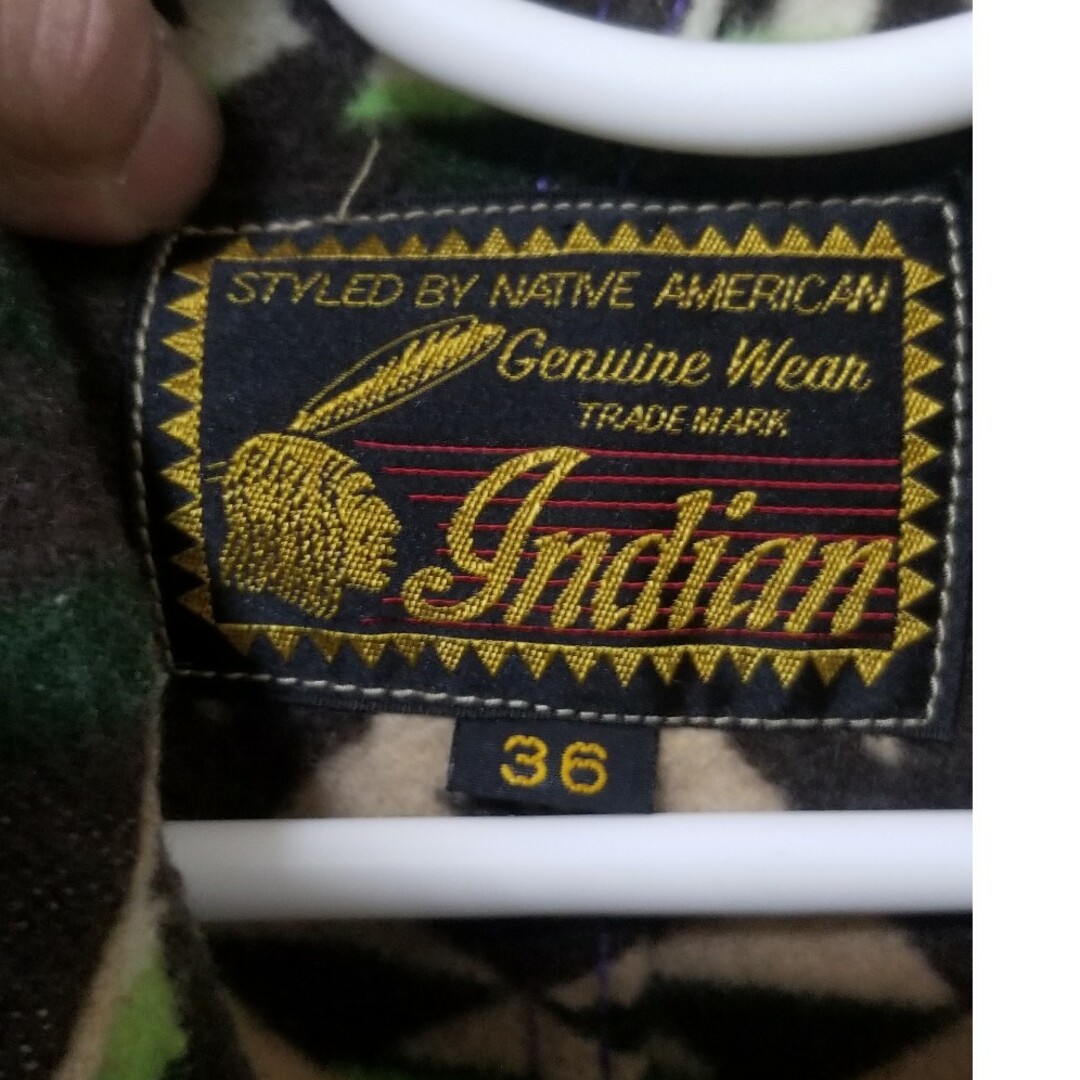 STYLED BY NATIVE AMERICAN
Genuine Wear
TRADE MARK
Indian
36